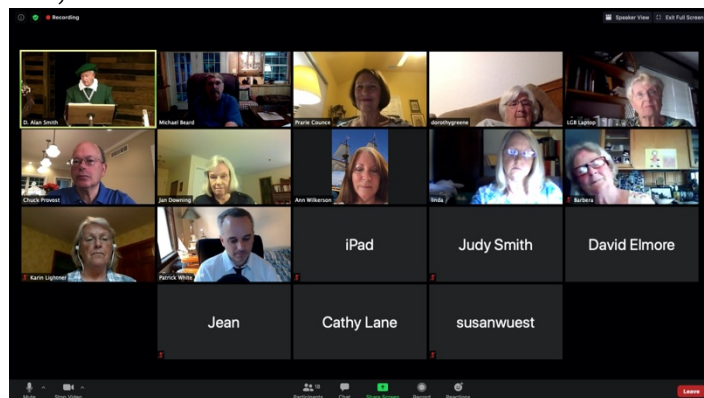 Recording
Speaker View
Exit Full Screen
D. Alan Smith
Michael Beard
Prarie Counce
dorothygreene
LGB Laptop
Chuck Provost
Jan Downing
Ann Wilkerson
linda
Barbera
Karin Lightner
Patrick White
iPad
Judy Smith
David Elmore
Jean
Cathy Lane
susanwuest
Mute
Stop Video
Participants
18
Chat
Share Screen
Record
Reactions
Leave